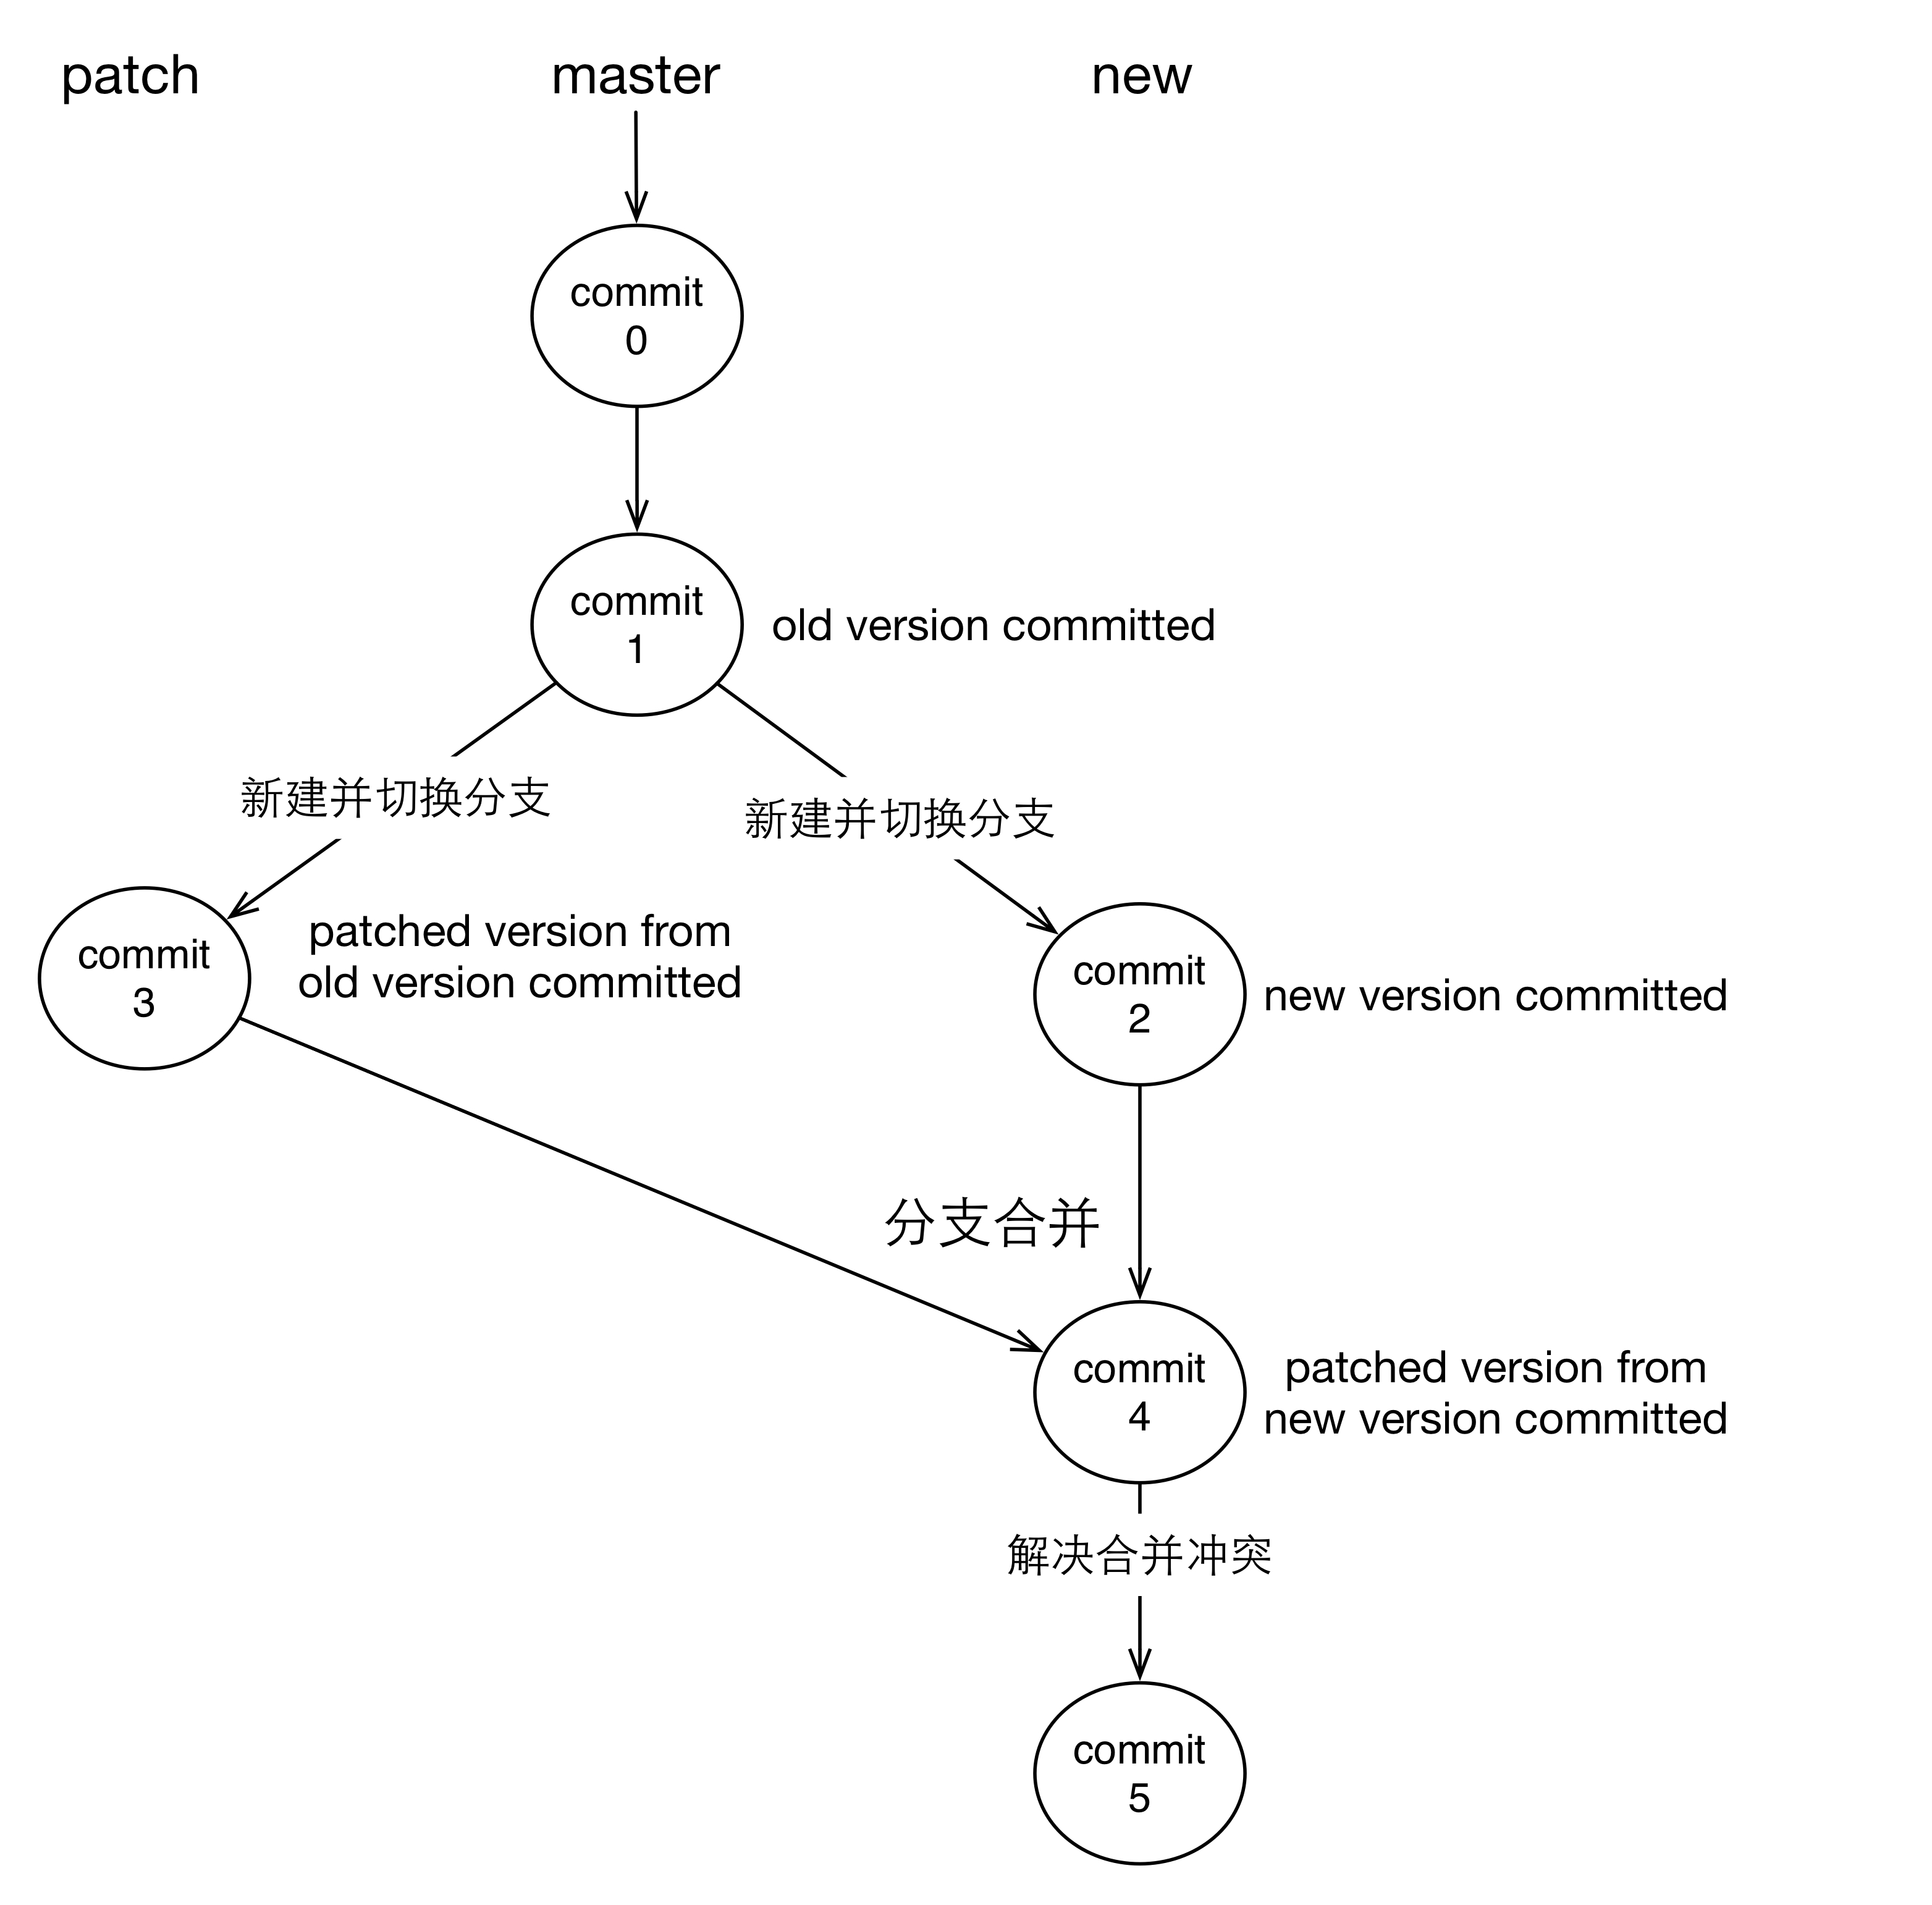 patch
master
new
commit
0
commit
1
old version committed
新建并切换分支
新建并切换分支
commit
3
patched version from
old version committed
commit
2
new version committed
分支合并
commit
4
patched version from
new version committed
解决合并冲突
commit
5